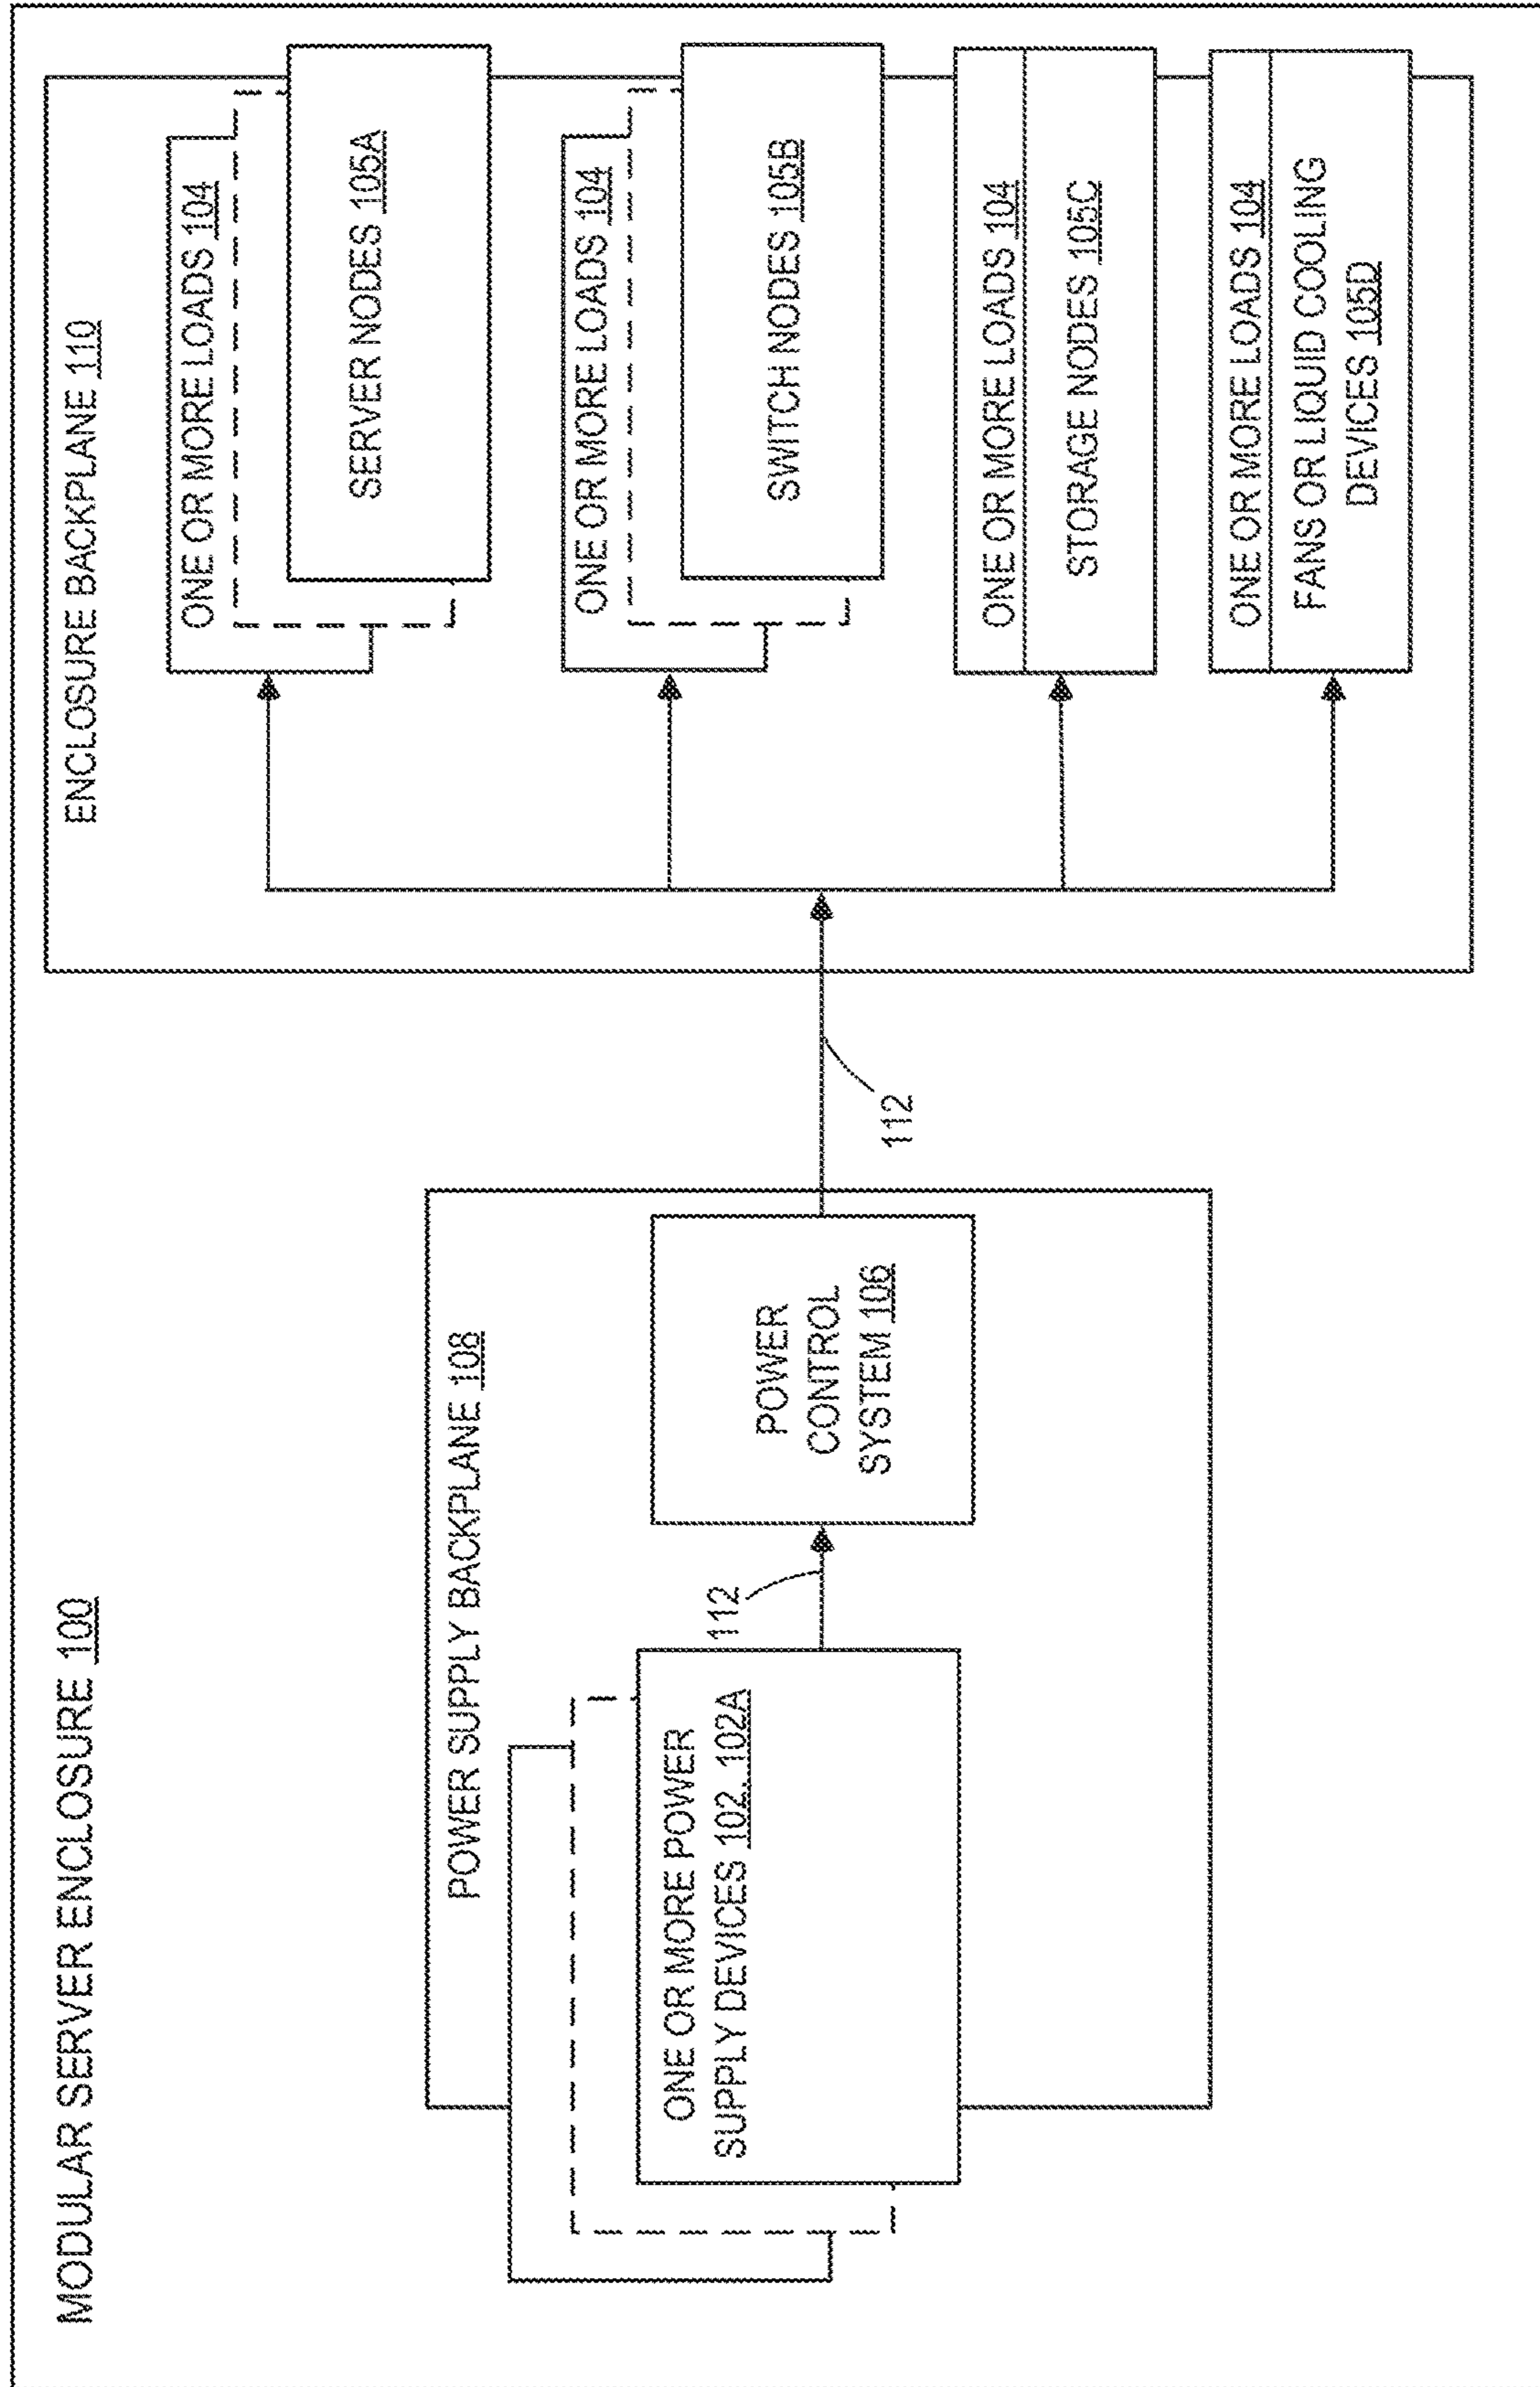 MODULAR SERVER ENCLOSURE 100
POWER SUPPLY BACKPLANE 108
ONE OR MORE POWER
SUPPLY DEVICES 102, 102A
112
POWER
CONTROL
SYSTEM 106
112
ENCLOSURE BACKPLANE 110
ONE OR MORE LOADS 104
SERVER NODES 105A
ONE OR MORE LOADS 104
SWITCH NODES 105B
ONE OR MORE LOADS 104
STORAGE NODES 105C
ONE OR MORE LOADS 104
FANS OR LIQUID COOLING
DEVICES 105D